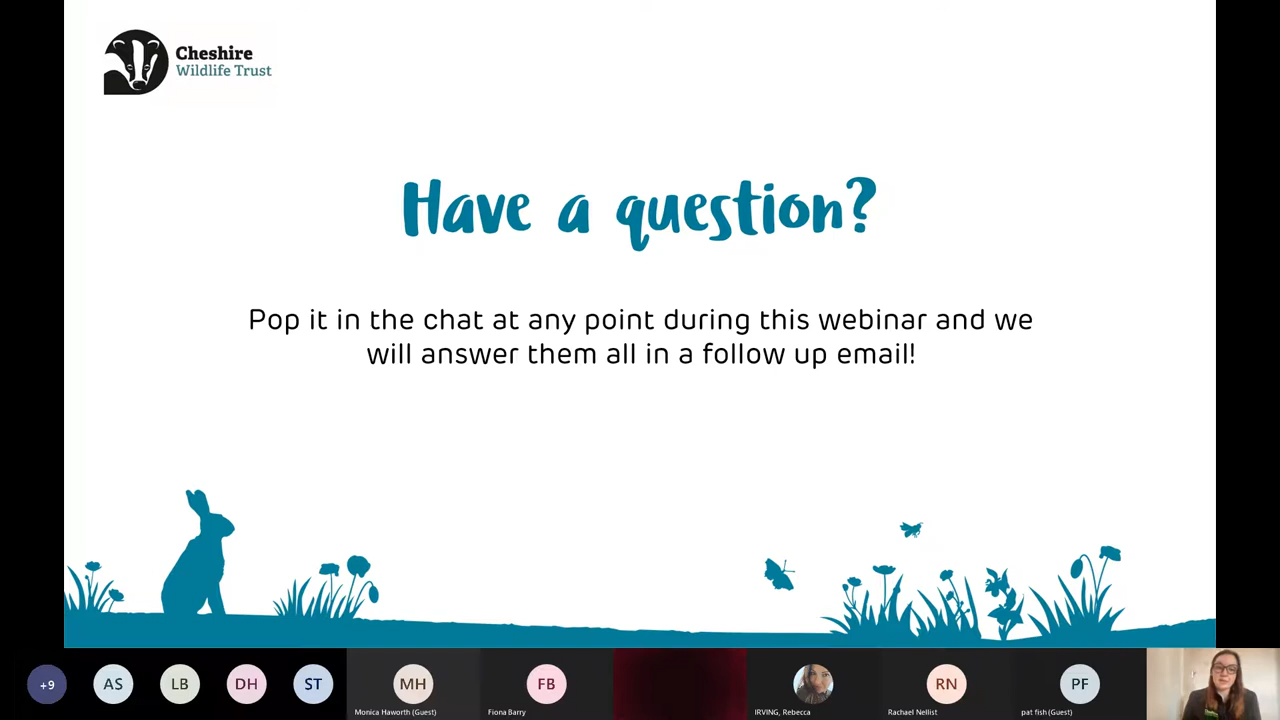 Cheshire
Wildlife Trust
Have a question?
Pop it in the chat at any point during this webinar and we
will answer them all in a follow up email!
+9
AS
LB
DH
ST
MH
FB
RN
PF
Monica Haworth (Guest)
Fiona Barry
IRVING, Rebecca
Rachael Nellist
pat fish (Guest)